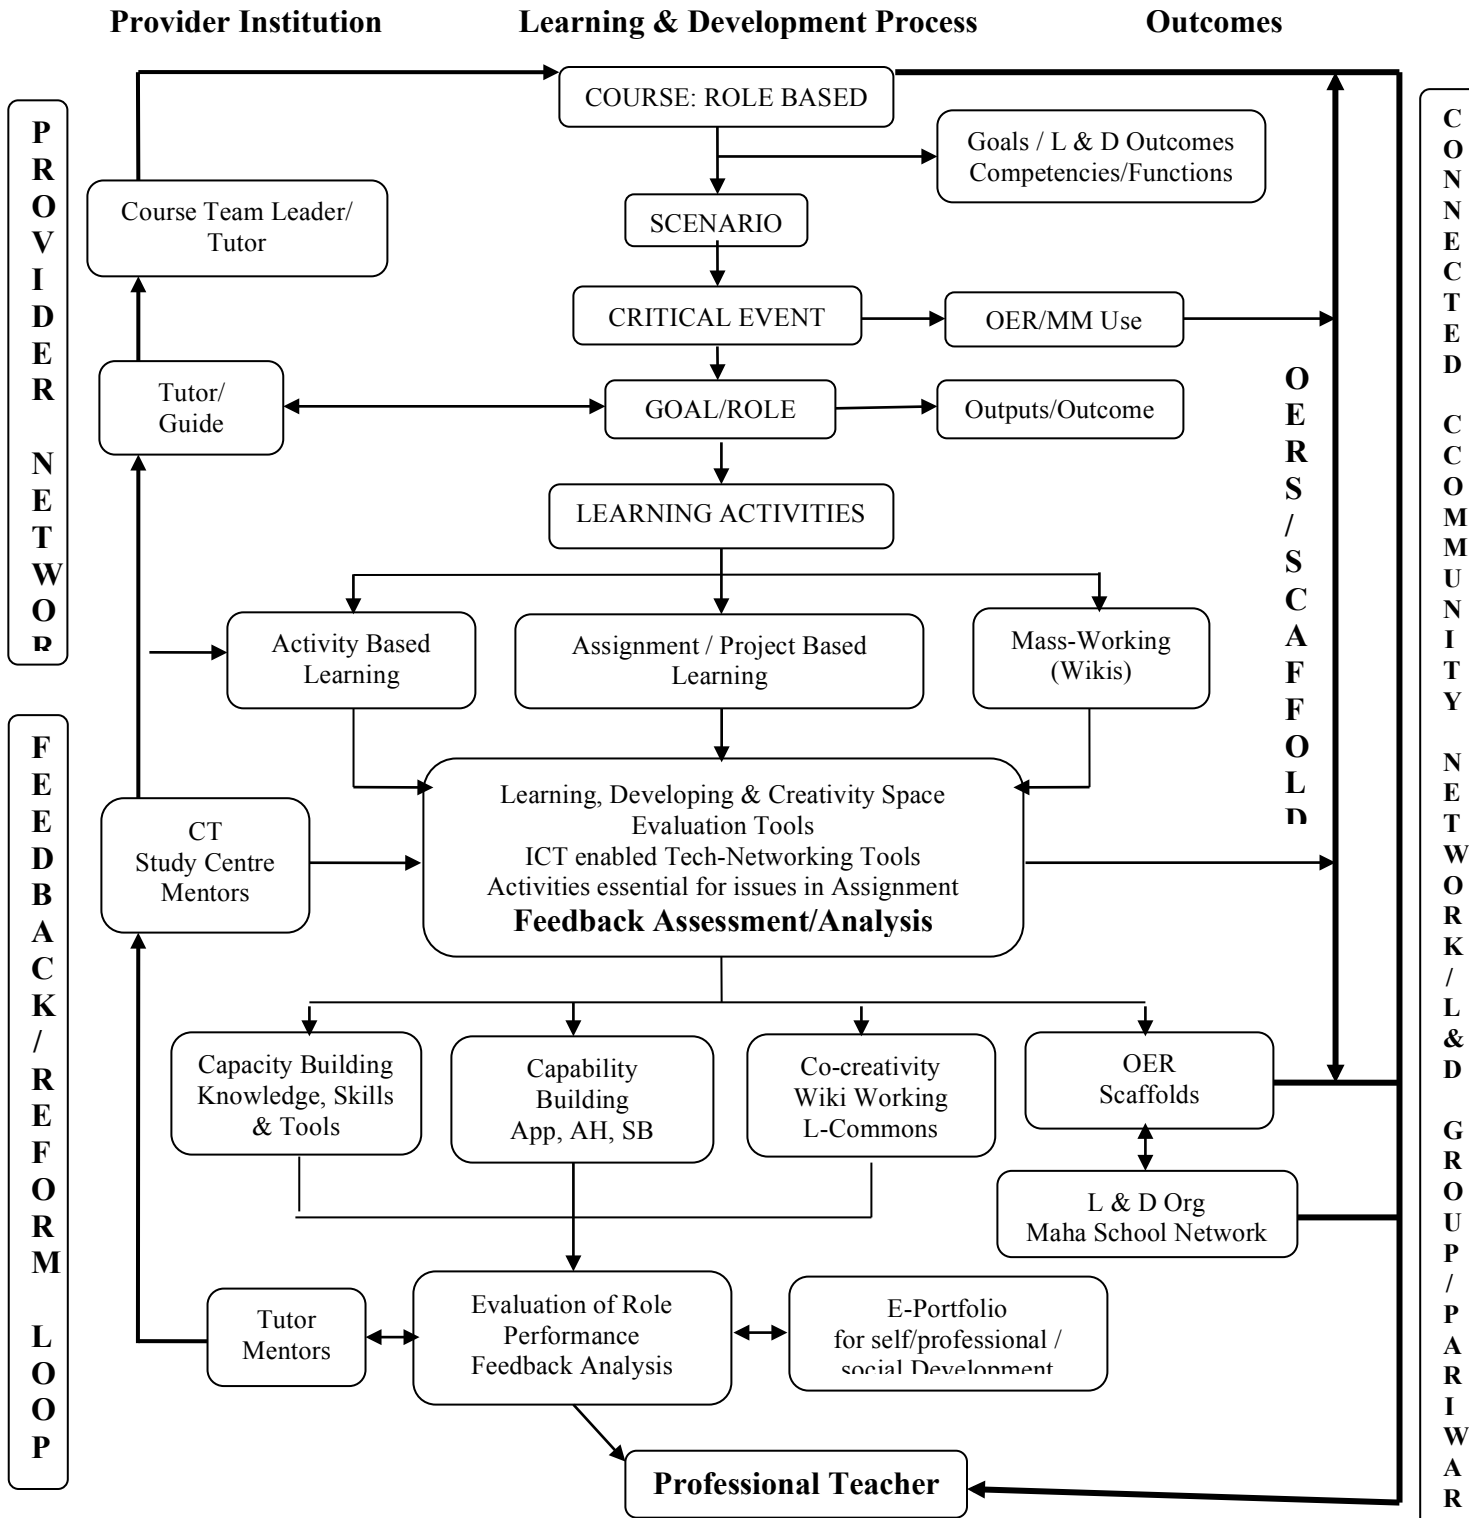 Provider Institution
Learning & Development Process
Outcomes
COURSE: ROLE BASED
Goals / L & D Outcomes
Competencies/Functions
Course Team Leader/
Tutor
SCENARIO
CRITICAL EVENT
OER/MM Use
Tutor/
Guide
GOAL/ROLE
Outputs/Outcome
LEARNING ACTIVITIES
Activity Based
Learning
Assignment / Project Based
Learning
Mass-Working
(Wikis)
CT
Study Centre
Mentors
Learning, Developing & Creativity Space
Evaluation Tools
ICT enabled Tech-Networking Tools
Activities essential for issues in Assignment
Feedback Assessment/Analysis
Capacity Building
Knowledge, Skills
& Tools
Capability
Building
App, AH, SB
Co-creativity
Wiki Working
L-Commons
OER
Scaffolds
L & D Org
Maha School Network
Tutor
Mentors
Evaluation of Role
Performance
Feedback Analysis
E-Portfolio
for self/professional /
social Development
Professional Teacher
PROVIDER NETWOR
FEEDBACK/REFORM LOOP
OERS/SCAFFOLD
CONNECTED CCOMMUNITY NETWORK/L&D GROUP/PARIWAR